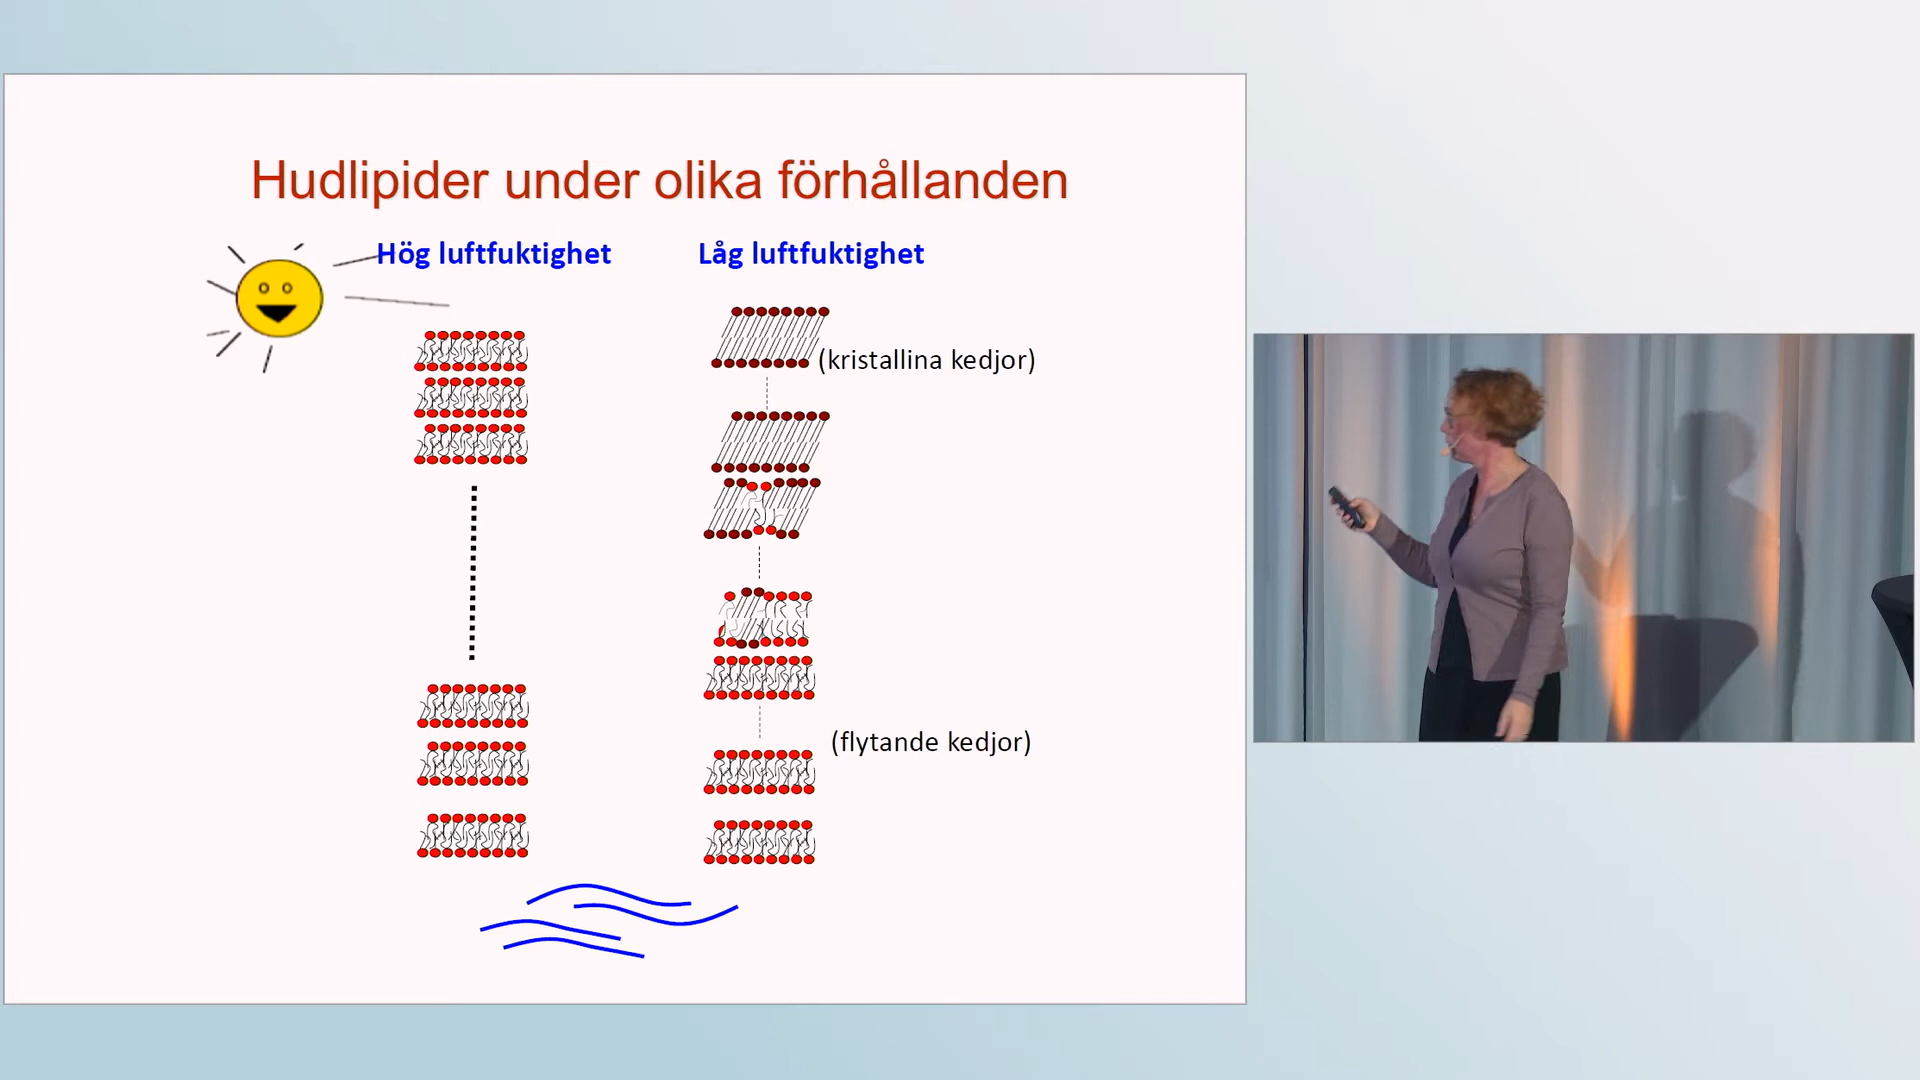 Hudlipider under olika förhållanden
Hög luftfuktighet
Låg luftfuktighet
(kristallina kedjor)
(flytande kedjor)